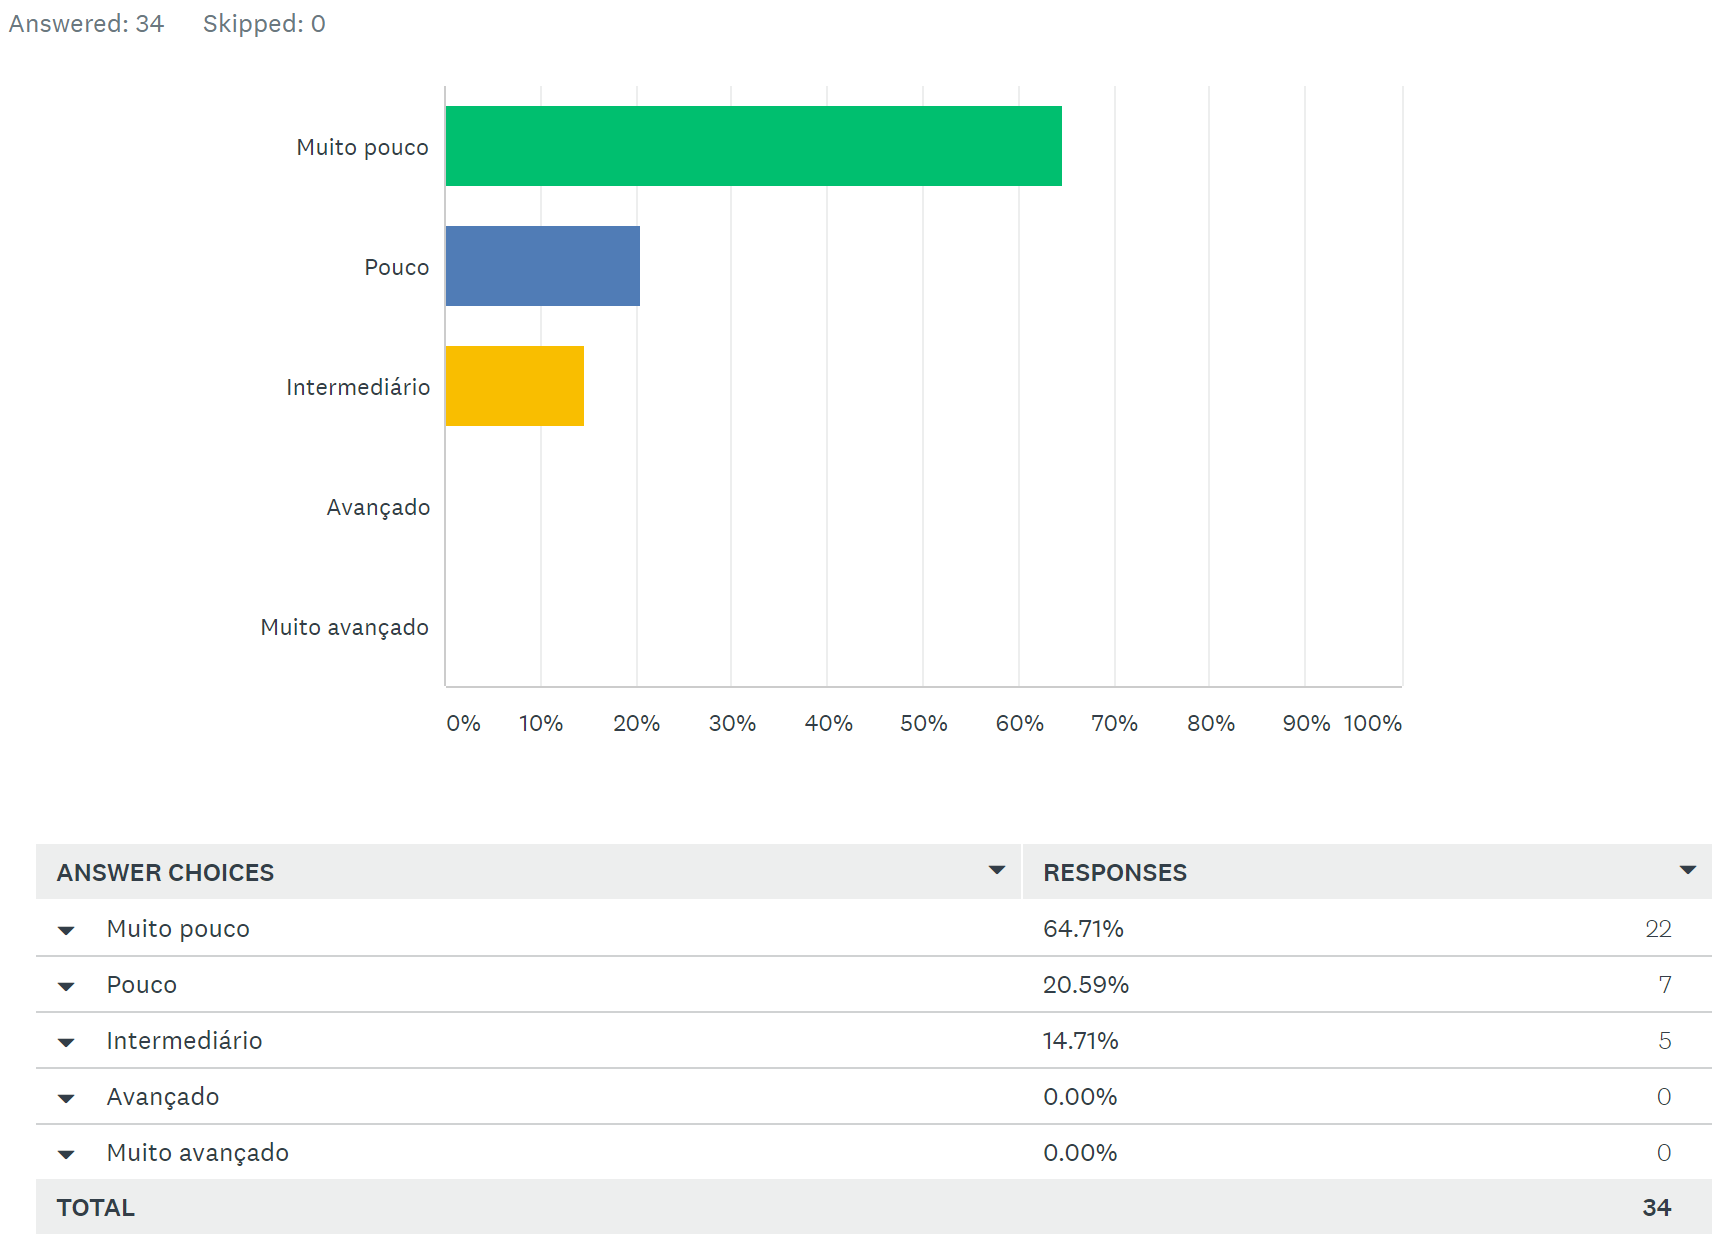 Answered: 34 Skipped: 0
Muito pouco
Pouco
Intermediário
Avançado
Muito avançado
0% 10% 20% 30% 40% 50% 60% 70% 80% 90% 100%
ANSWER CHOICES RESPONSES
Muito pouco 64.71% 22
Pouco 20.59% 7
Intermediário 14.71% 5
Avançado 0.00% 0
Muito avançado 0.00% 0
TOTAL 34